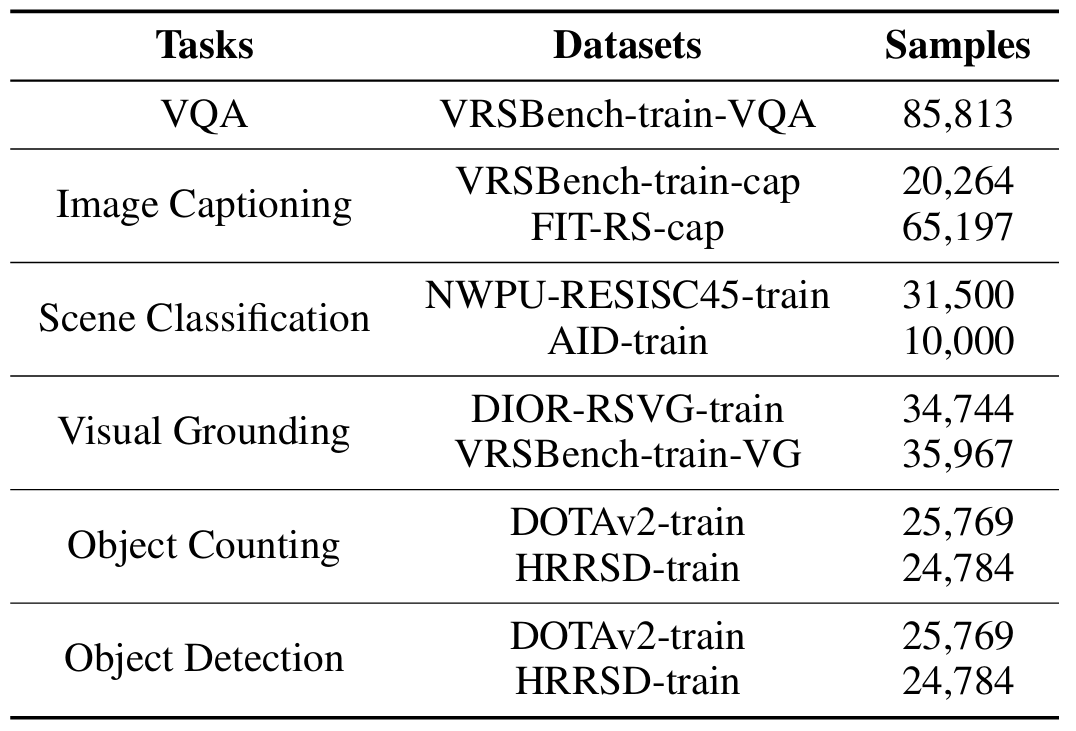 Tasks Datasets Samples
VQA VRSBench-train-VQA 85,813
Image Captioning VRSBench-train-cap 20,264
FIT-RS-cap 65,197
Scene Classification NWPU-RESISC45-train 31,500
AID-train 10,000
Visual Grounding DIOR-RSVG-train 34,744
VRSBench-train-VG 35,967
Object Counting DOTAv2-train 25,769
HRRSD-train 24,784
Object Detection DOTAv2-train 25,769
HRRSD-train 24,784